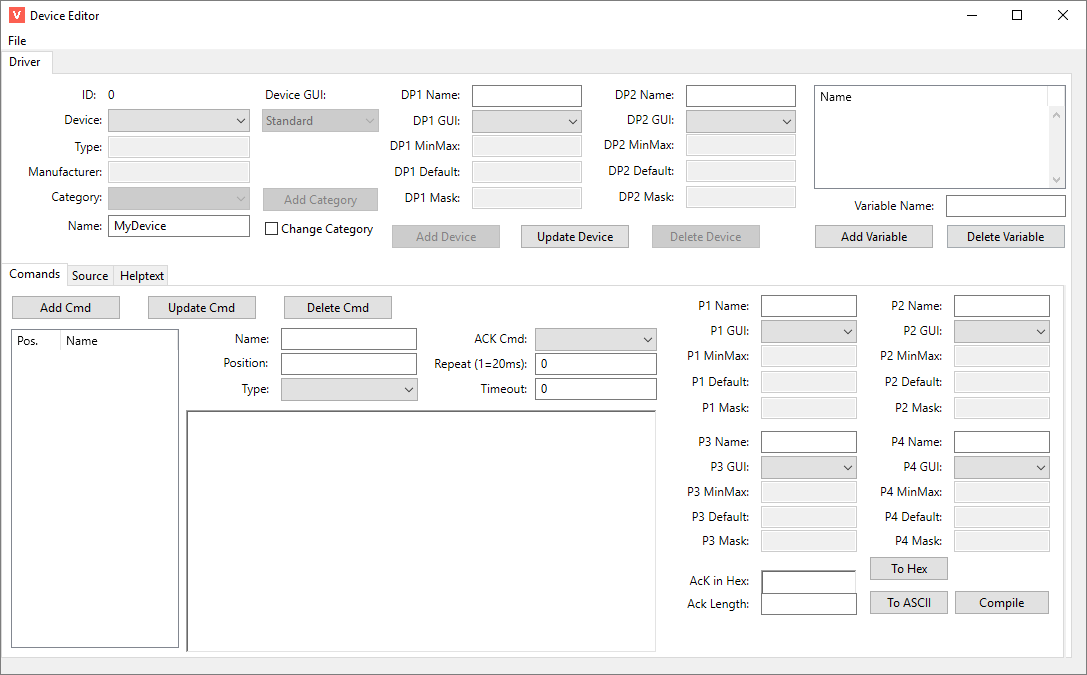 V Device Editor
File
Driver
ID: 0 Device GUI: DP1 Name: DP2 Name: Name
Device: Standard DP1 GUI: DP2 GUI:
Type: DP1 MinMax: DP2 MinMax:
Manufacturer: DP1 Default: DP2 Default:
Category: Add Category DP1 Mask: DP2 Mask:
Variable Name:
Name: MyDevice Change Category Add Device Update Device Delete Device Add Variable Delete Variable
Comands Source Helptext
Add Cmd Update Cmd Delete Cmd P1 Name: P2 Name:
Pos. Name Name: ACK Cmd: P1 GUI: P2 GUI:
Position: Repeat (1=20ms): 0 P1 MinMax: P2 MinMax:
Type: Timeout: 0 P1 Default: P2 Default:
P1 Mask: P2 Mask:
P3 Name: P4 Name:
P3 GUI: P4 GUI:
P3 MinMax: P4 MinMax:
P3 Default: P4 Default:
P3 Mask: P4 Mask:
AcK in Hex: To Hex
Ack Length: To ASCII Compile